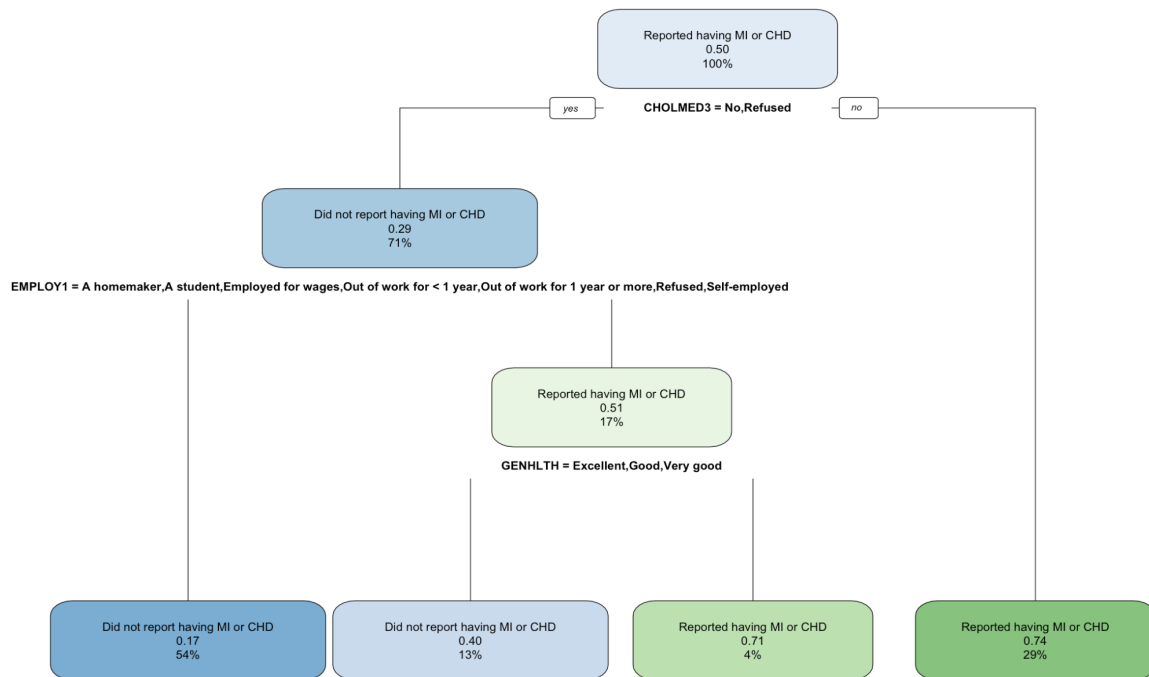 Reported having MI or CHD
0.50
100%
yes
CHOLMED3 = No,Refused
no
Did not report having MI or CHD
0.29
71%
EMPLOY1 = A homemaker,A student,Employed for wages,Out of work for < 1 year,Out of work for 1 year or more,Refused,Self-employed
Reported having MI or CHD
0.51
17%
GENHLTH = Excellent,Good,Very good
Did not report having MI or CHD
0.17
54%
Did not report having MI or CHD
0.40
13%
Reported having MI or CHD
0.71
4%
Reported having MI or CHD
0.74
29%